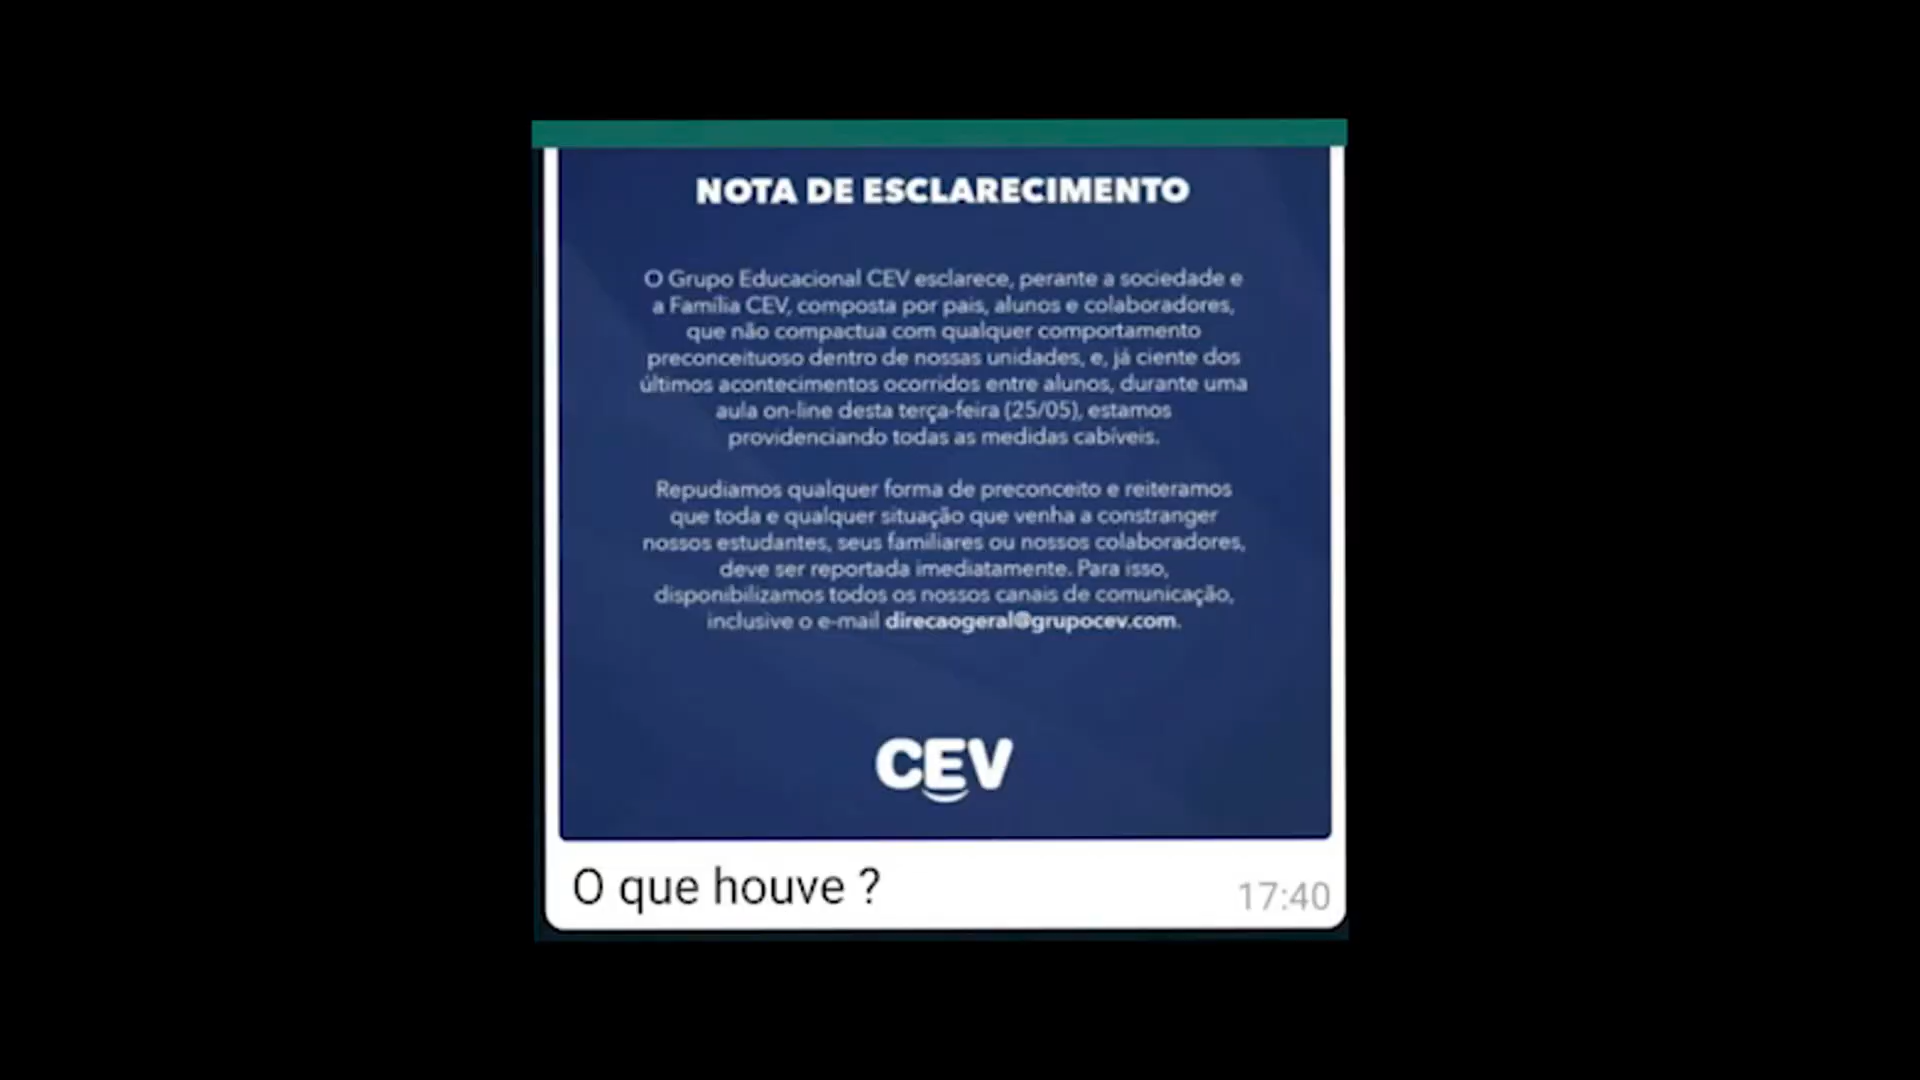 NOTA DE ESCLARECIMENTO
O Grupo Educacional CEV esclarece, perante a sociedade e
a Família CEV, composta por pais, alunos e colaboradores,
que não compactua com qualquer comportamento
preconceituoso dentro de nossas unidades, e, já ciente dos
últimos acontecimentos ocorridos entre alunos, durante uma
aula on-line desta terça-feira (25/05), estamos
providenciando todas as medidas cabíveis.
Repudiamos qualquer forma de preconceito e reiteramos
que toda e qualquer situação que venha a constranger
nossos estudantes, seus familiares ou nossos colaboradores,
deve ser reportada imediatamente. Para isso,
disponibilizamos todos os nossos canais de comunicação,
inclusive o e-mail direcaogeral@grupocev.com.
CEV
O que houve ?
17:40